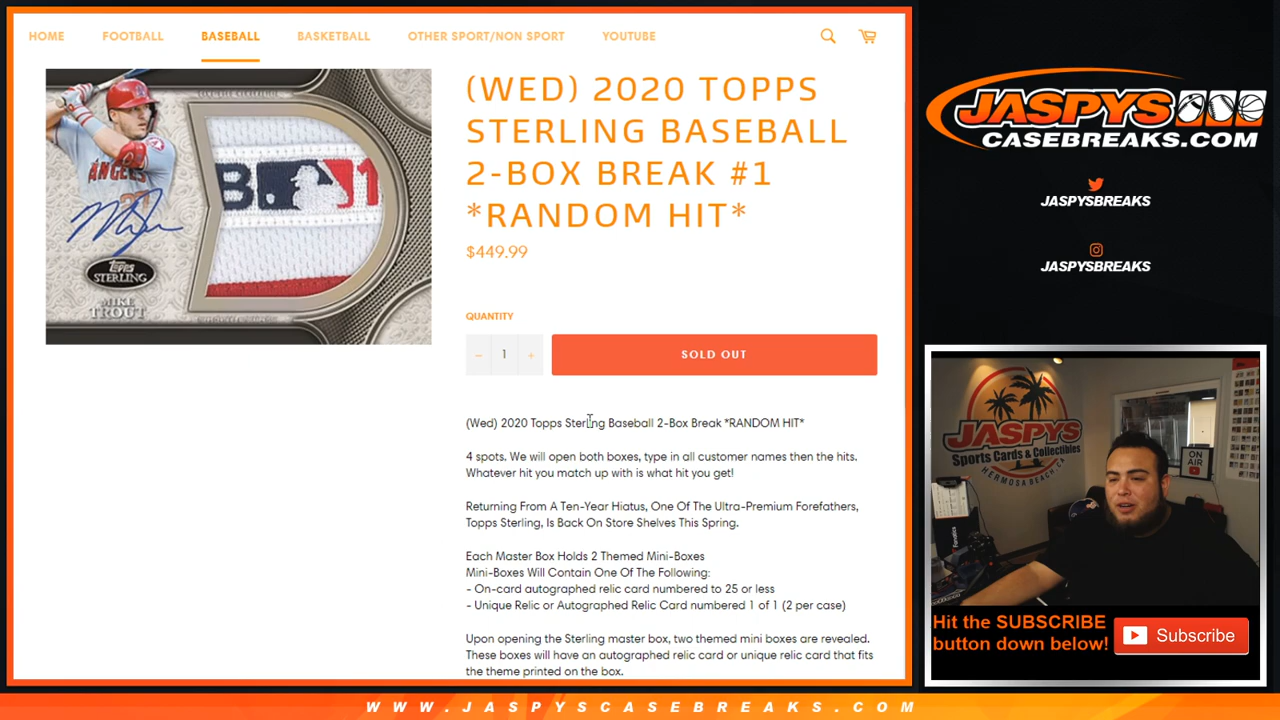 HOME FOOTBALL BASEBALL BASKETBALL OTHER SPORT/NON SPORT YOUTUBE
(WED) 2020 TOPPS
STERLING BASEBALL
2-BOX BREAK #1
*RANDOM HIT*
$449.99
QUANTITY
− 1 +
SOLD OUT
(Wed) 2020 Topps Sterling Baseball 2-Box Break *RANDOM HIT*
4 spots. We will open both boxes, type in all customer names then the hits.
Whatever hit you match up with is what hit you get!
Returning From A Ten-Year Hiatus, One Of The Ultra-Premium Forefathers,
Topps Sterling, Is Back On Store Shelves This Spring.
Each Master Box Holds 2 Themed Mini-Boxes
Mini-Boxes Will Contain One Of The Following:
- On-card autographed relic card numbered to 25 or less
- Unique Relic or Autographed Relic Card numbered 1 of 1 (2 per case)
Upon opening the Sterling master box, two themed mini boxes are revealed.
These boxes will have an autographed relic card or unique relic card that fits
the theme printed on the box.
ANGELS
TOPPS
STERLING
MIKE
TROUT
JASPYS
CASEBREAKS.COM
JASPYSBREAKS
JASPYSBREAKS
JASPY'S
Sports Cards & Collectibles
HERMOSA BEACH, CA
ON
AIR
Fanatics
Hit the SUBSCRIBE
button down below!
Subscribe
WWW.JASPYSCASEBREAKS.COM